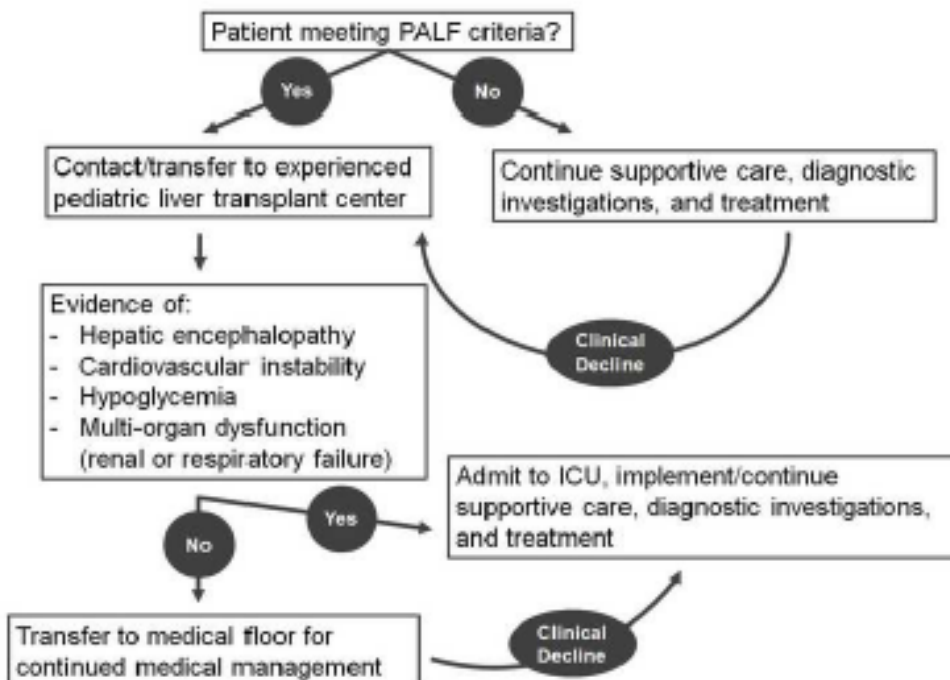 Patient meeting PALF criteria?
Yes
No
Contact/transfer to experienced
pediatric liver transplant center
Continue supportive care, diagnostic
investigations, and treatment
Evidence of:
- Hepatic encephalopathy
- Cardiovascular instability
- Hypoglycemia
- Multi-organ dysfunction
(renal or respiratory failure)
Clinical
Decline
Yes
No
Admit to ICU, implement/continue
supportive care, diagnostic investigations,
and treatment
Transfer to medical floor for
continued medical management
Clinical
Decline